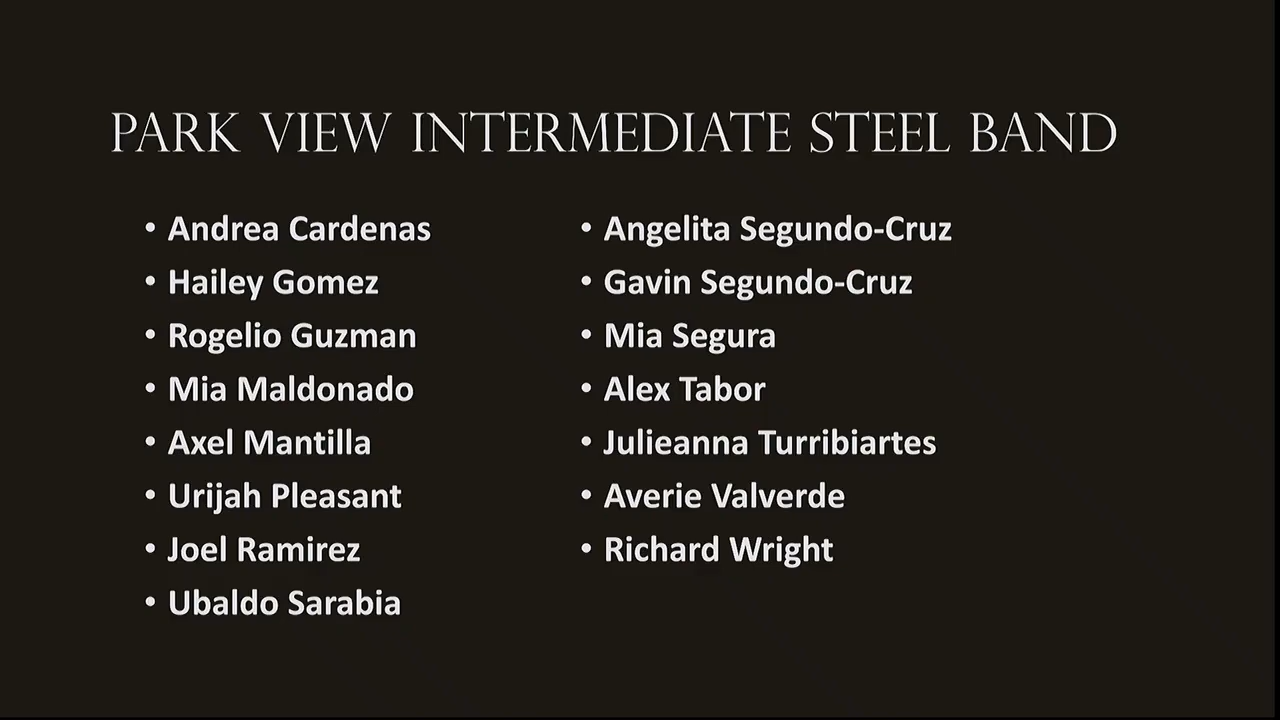 PARK VIEW INTERMEDIATE STEEL BAND
• Andrea Cardenas
• Hailey Gomez
• Rogelio Guzman
• Mia Maldonado
• Axel Mantilla
• Urijah Pleasant
• Joel Ramirez
• Ubaldo Sarabia
• Angelita Segundo-Cruz
• Gavin Segundo-Cruz
• Mia Segura
• Alex Tabor
• Julieanna Turribiartes
• Averie Valverde
• Richard Wright